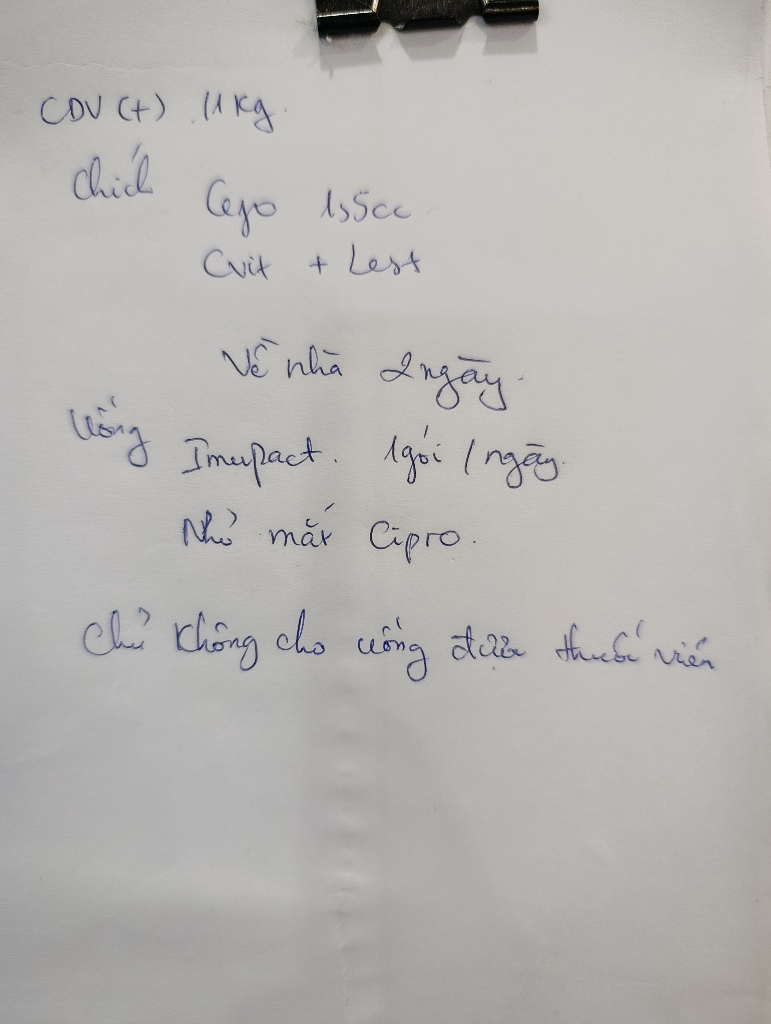 CDV (+) 11 Kg.
Chích Cefo 1,5cc
Cvit + Lest
Về nhà 2 ngày.
Uống Imupact. 1 gói / ngày.
Nhỏ mắt Cipro.
Chủ không cho uống được thuốc viên